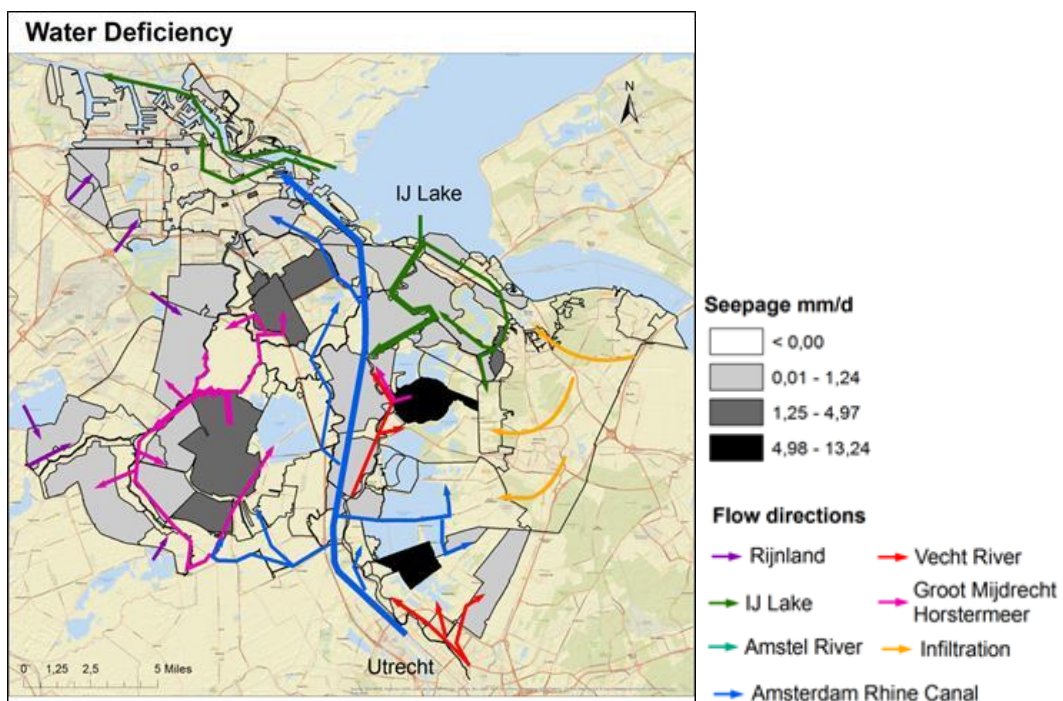 Water Deficiency
N
IJ Lake
Utrecht
0 1,25 2,5 5 Miles
Seepage mm/d
< 0,00
0,01 - 1,24
1,25 - 4,97
4,98 - 13,24
Flow directions
Rijnland
IJ Lake
Amstel River
Amsterdam Rhine Canal
Vecht River
Groot Mijdrecht
Horstermeer
Infiltration